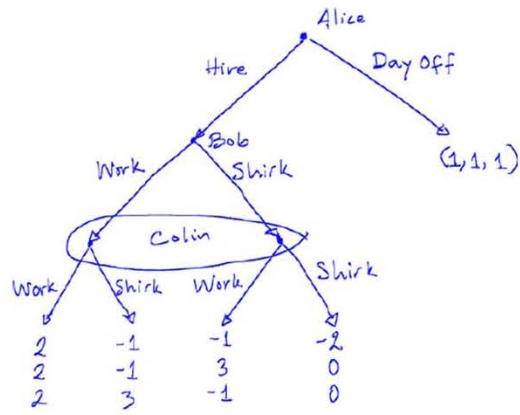 Alice
Hire
Day Off
Bob
(1,1,1)
Work
Shirk
Colin
Work Shirk Work Shirk
2 -1 -1 -2
2 -1 3 0
2 3 -1 0